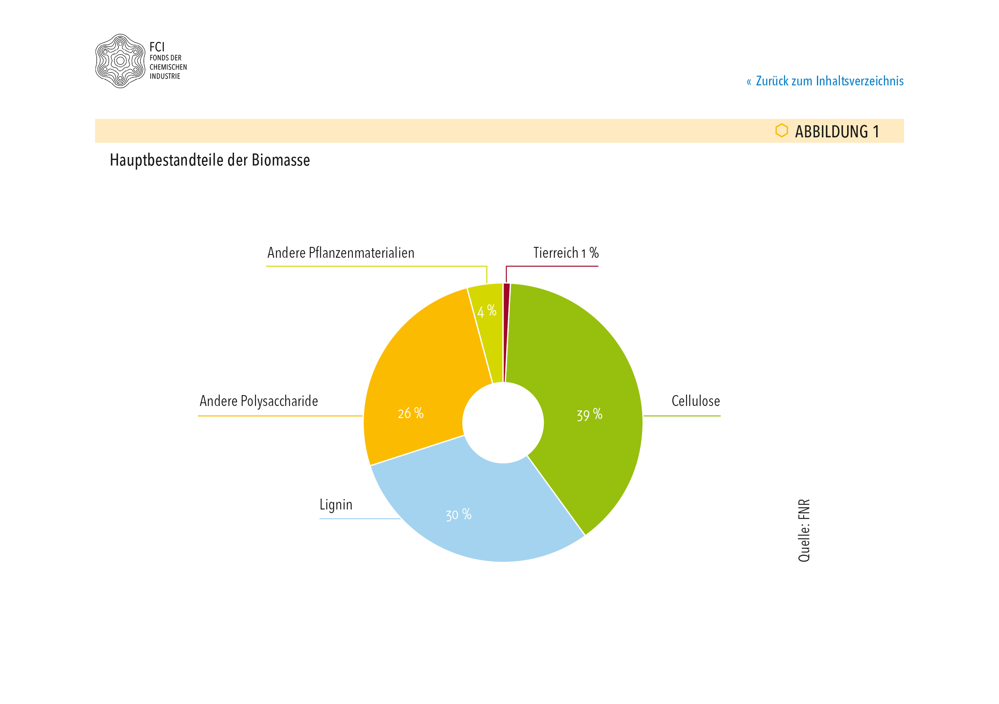 FCI
FONDS DER
CHEMISCHEN
INDUSTRIE
« Zurück zum Inhaltsverzeichnis
ABBILDUNG 1
Hauptbestandteile der Biomasse
Andere Pflanzenmaterialien
Tierreich 1 %
4 %
Andere Polysaccharide
26 %
39 %
Cellulose
Lignin
30 %
Quelle: FNR